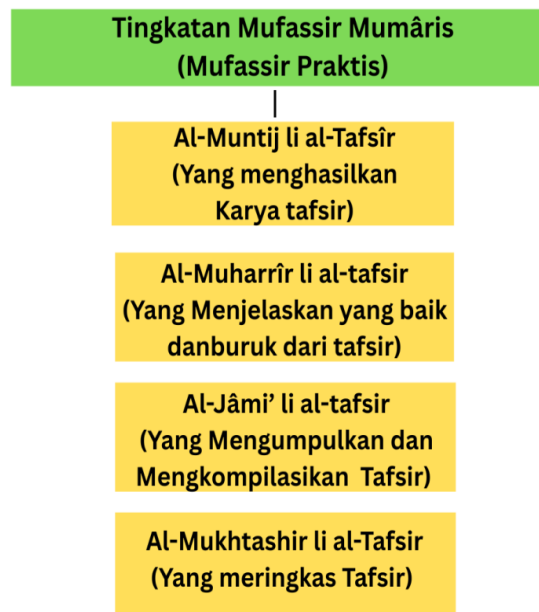 Tingkatan Mufassir Mumâris
(Mufassir Praktis)
Al-Muntij li al-Tafsîr
(Yang menghasilkan
Karya tafsir)
Al-Muharrîr li al-tafsir
(Yang Menjelaskan yang baik
danburuk dari tafsir)
Al-Jâmi’ li al-tafsir
(Yang Mengumpulkan dan
Mengkompilasikan Tafsir)
Al-Mukhtashir li al-Tafsir
(Yang meringkas Tafsir)